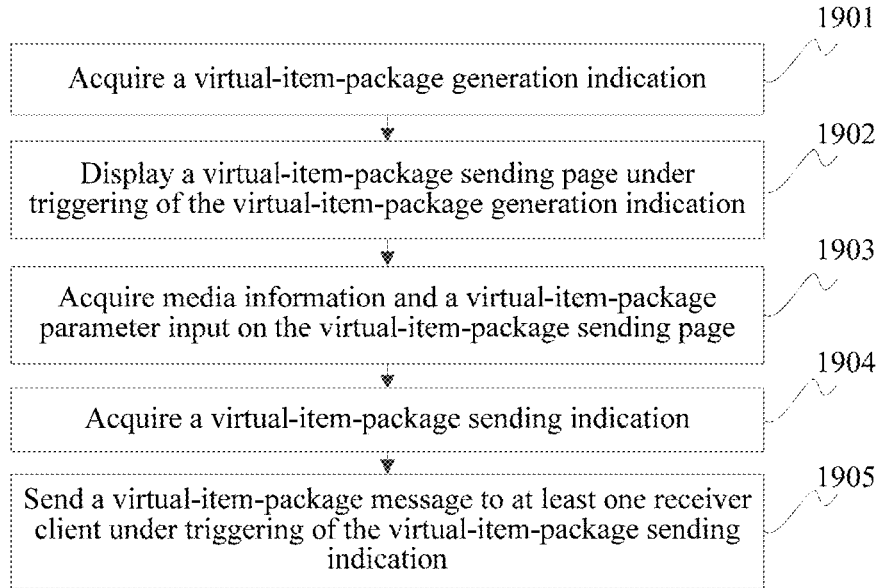 1901
Acquire a virtual-item-package generation indication
1902
Display a virtual-item-package sending page under
triggering of the virtual-item-package generation indication
1903
Acquire media information and a virtual-item-package
parameter input on the virtual-item-package sending page
1904
Acquire a virtual-item-package sending indication
1905
Send a virtual-item-package message to at least one receiver
client under triggering of the virtual-item-package sending
indication